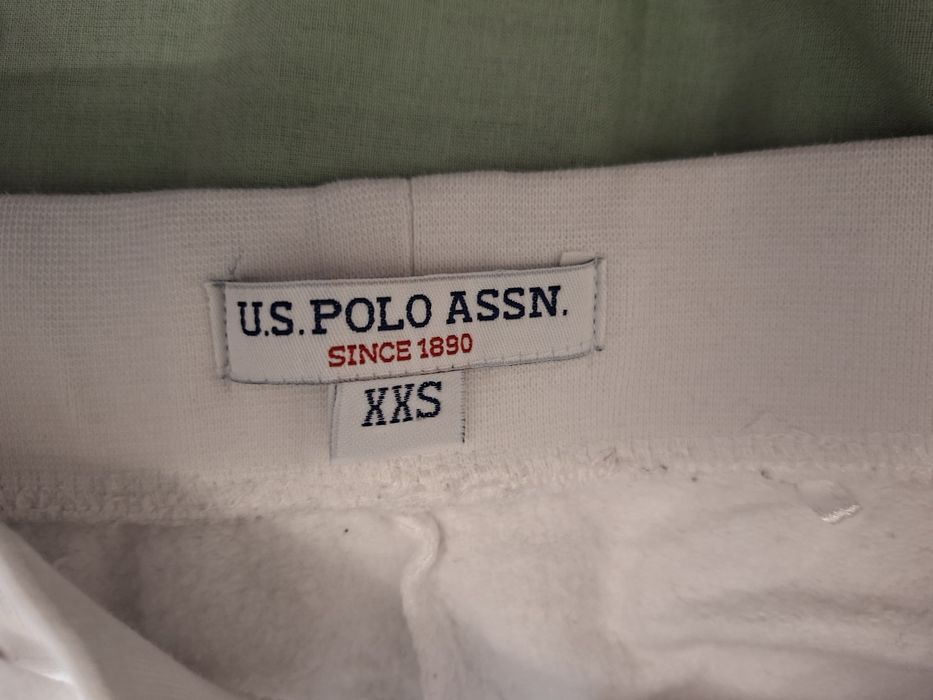 U.S. POLO ASSN.
SINCE 1890
XXS